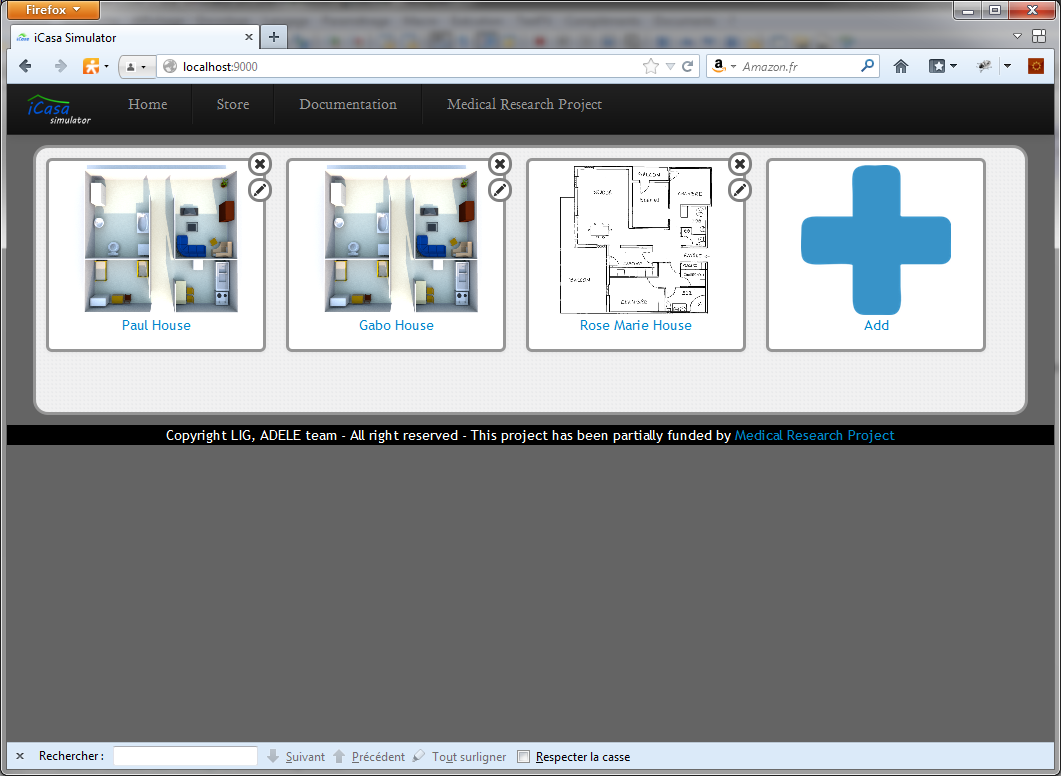 Firefox
iCasa Simulator
localhost:9000
Amazon.fr
iCasa
simulator
Home
Store
Documentation
Medical Research Project
Paul House
Gabo House
Rose Marie House
Add
Copyright LIG, ADELE team - All right reserved - This project has been partially funded by Medical Research Project
Rechercher :
Suivant
Précédent
Tout surligner
Respecter la casse